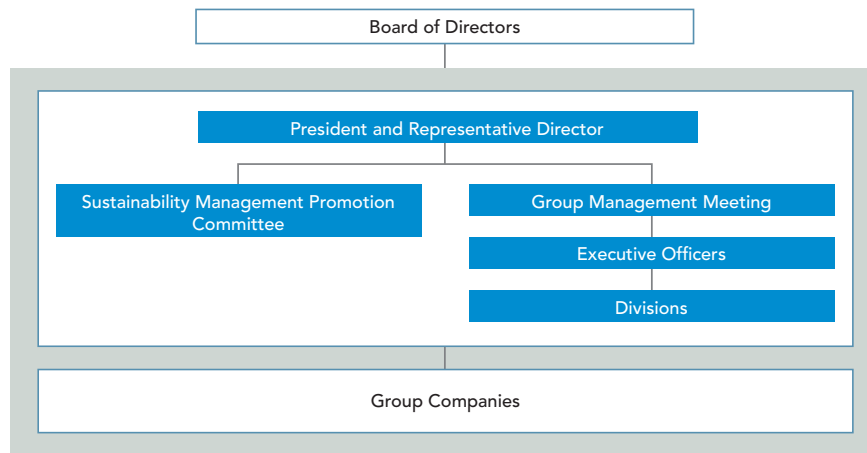 Board of Directors
President and Representative Director
Sustainability Management Promotion
Committee
Group Management Meeting
Executive Officers
Divisions
Group Companies